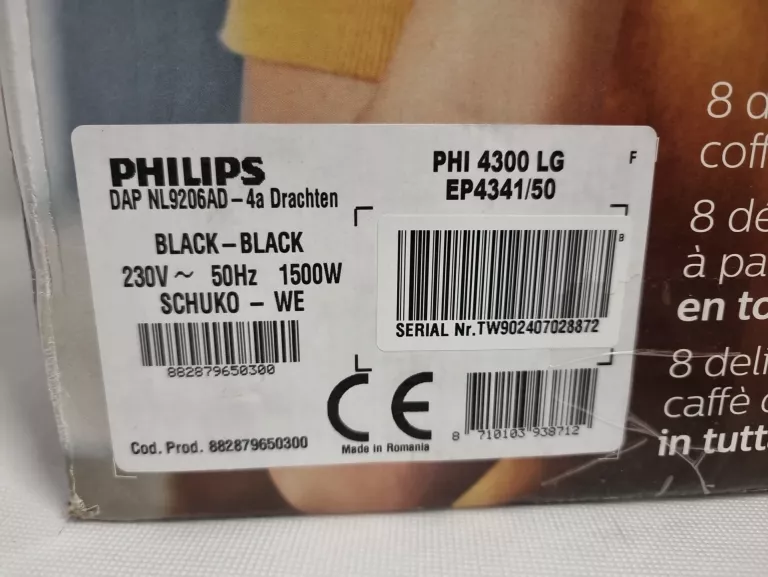 PHILIPS
DAP NL9206AD-4a Drachten
BLACK-BLACK
230V~ 50Hz 1500W
SCHUKO - WE
882879650300
Cod. Prod. 882879650300
PHI 4300 LG
EP4341/50
F
B
SERIAL Nr.TW902407028872
CE
Made in Romania
8 710103 938712
8 d
coff
8 dé
à pa
en to
8 deli
caffè
in tutt